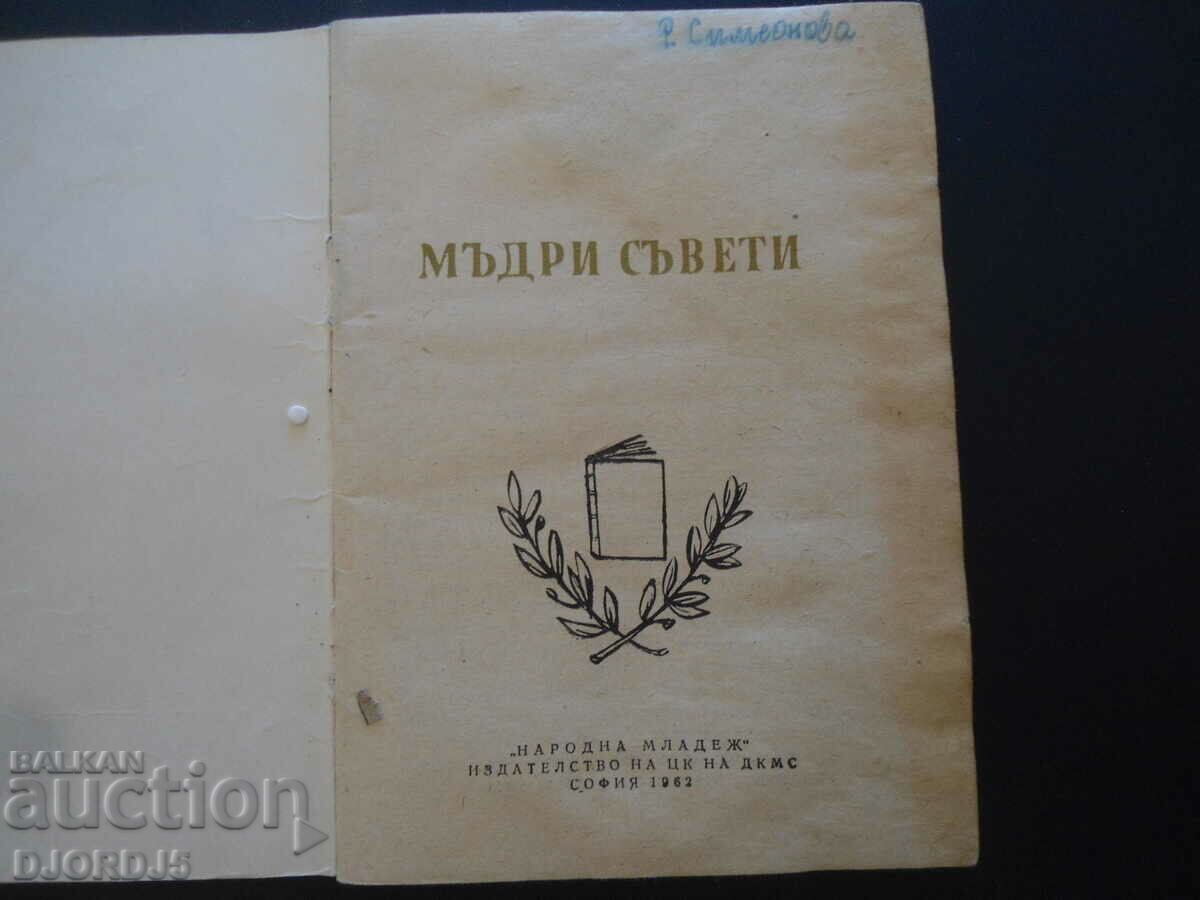 Р. Симеонова
МЪДРИ СЪВЕТИ
„НАРОДНА МЛАДЕЖ"
ИЗДАТЕЛСТВО НА ЦК НА ДКМС
СОФИЯ 1962
BALKAN
auction
DJORDJ5